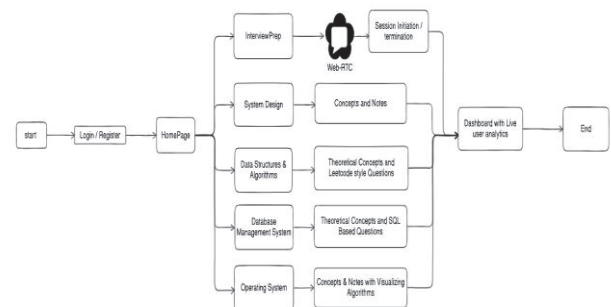 InterviewPrep
Web-RTC
Session Initiation /
termination
System Design
Concepts and Notes
start
Login / Register
HomePage
Dashboard with Live
user analytics
End
Data Structures &
Algorithms
Theoretical Concepts and
Leetcode style Questions
Database
Management System
Theoretical Concepts and SQL
Based Questions
Operating System
Concepts & Notes with Visualizing
Algorithms